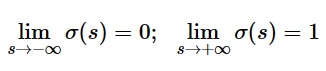 lim_{s→−∞} σ(s) = 0; lim_{s→+∞} σ(s) = 1